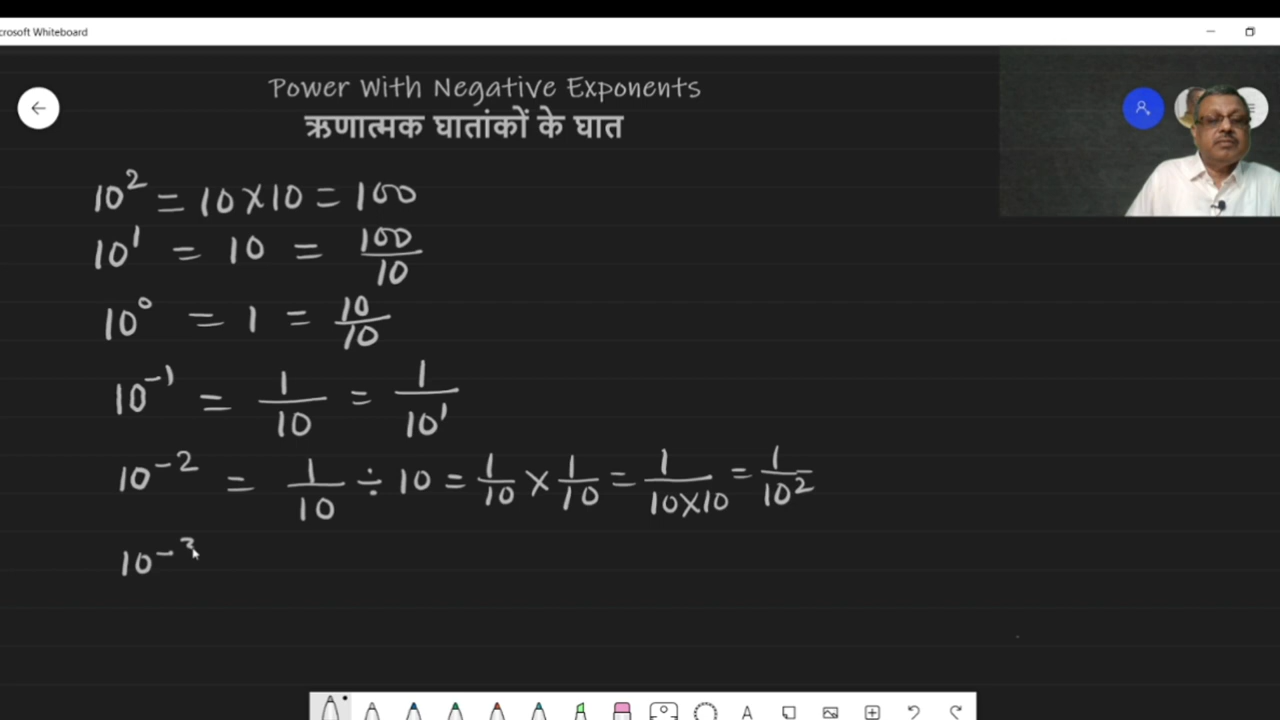 crosoft Whiteboard
Power With Negative Exponents
ऋणात्मक घातांकों के घात
10² = 10×10 = 100
10¹ = 10 = 100/10
10⁰ = 1 = 10/10
10⁻¹ = 1/10 = 1/10¹
10⁻² = 1/10 ÷ 10 = 1/10 × 1/10 = 1/10×10 = 1/10²
10⁻³
A